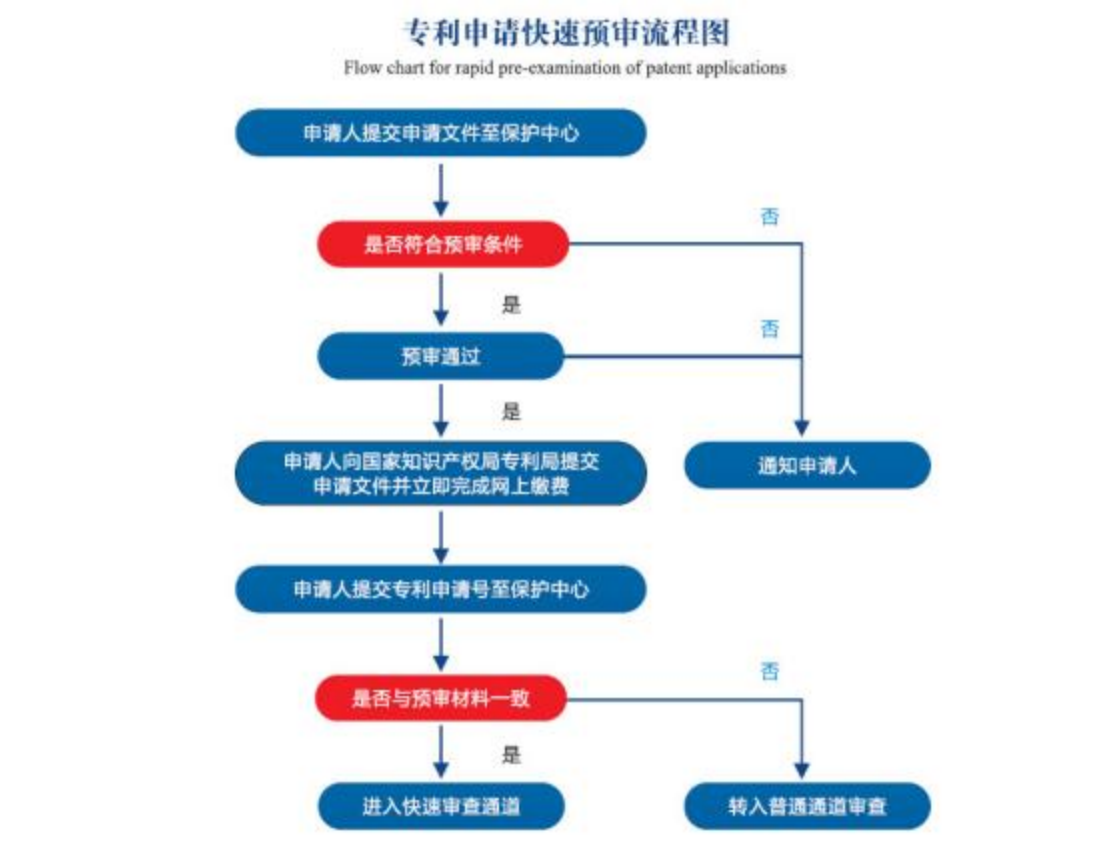 专利申请快速预审流程图
Flow chart for rapid pre-examination of patent applications
申请人提交申请文件至保护中心
否
是否符合预审条件
是
否
预审通过
是
申请人向国家知识产权局专利局提交
申请文件并立即完成网上缴费
通知申请人
申请人提交专利申请号至保护中心
否
是否与预审材料一致
是
进入快速审查通道
转入普通通道审查